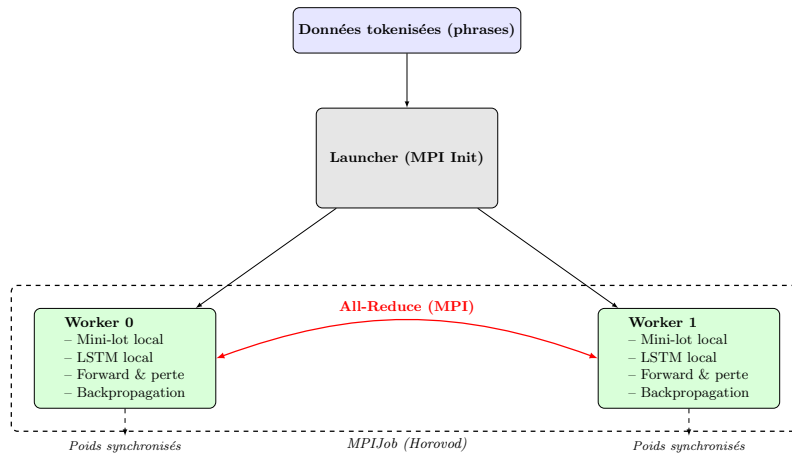 Données tokenisées (phrases)
Launcher (MPI Init)
All-Reduce (MPI)
Worker 0
– Mini-lot local
– LSTM local
– Forward & perte
– Backpropagation
Worker 1
– Mini-lot local
– LSTM local
– Forward & perte
– Backpropagation
Poids synchronisés
MPIJob (Horovod)
Poids synchronisés